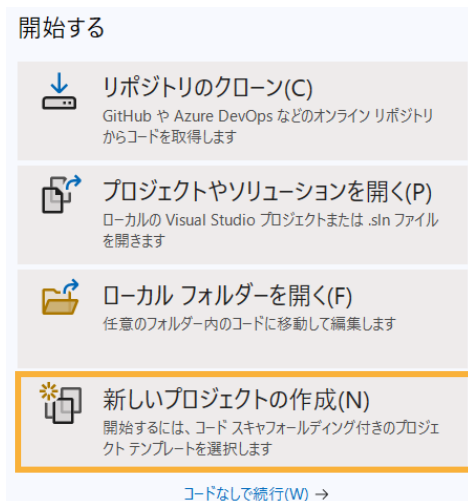 開始する
リポジトリのクローン(C)
GitHub や Azure DevOps などのオンライン リポジトリ
からコードを取得します
プロジェクトやソリューションを開く(P)
ローカルの Visual Studio プロジェクトまたは .sln ファイル
を開きます
ローカル フォルダーを開く(F)
任意のフォルダー内のコードに移動して編集します
新しいプロジェクトの作成(N)
開始するには、コード スキャフォールディング付きのプロジェ
クト テンプレートを選択します
コードなしで続行(W) →